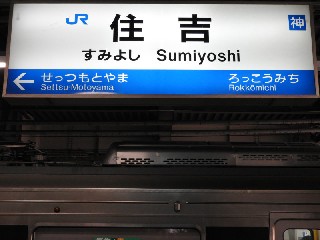 JR 住吉 神
すみよし Sumiyoshi
せっつもとやま ろっこうみち
Settsu-Motoyama Rokkōmichi